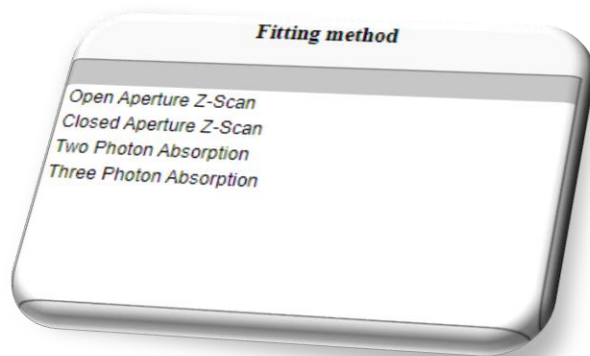 Fitting method
Open Aperture Z-Scan
Closed Aperture Z-Scan
Two Photon Absorption
Three Photon Absorption